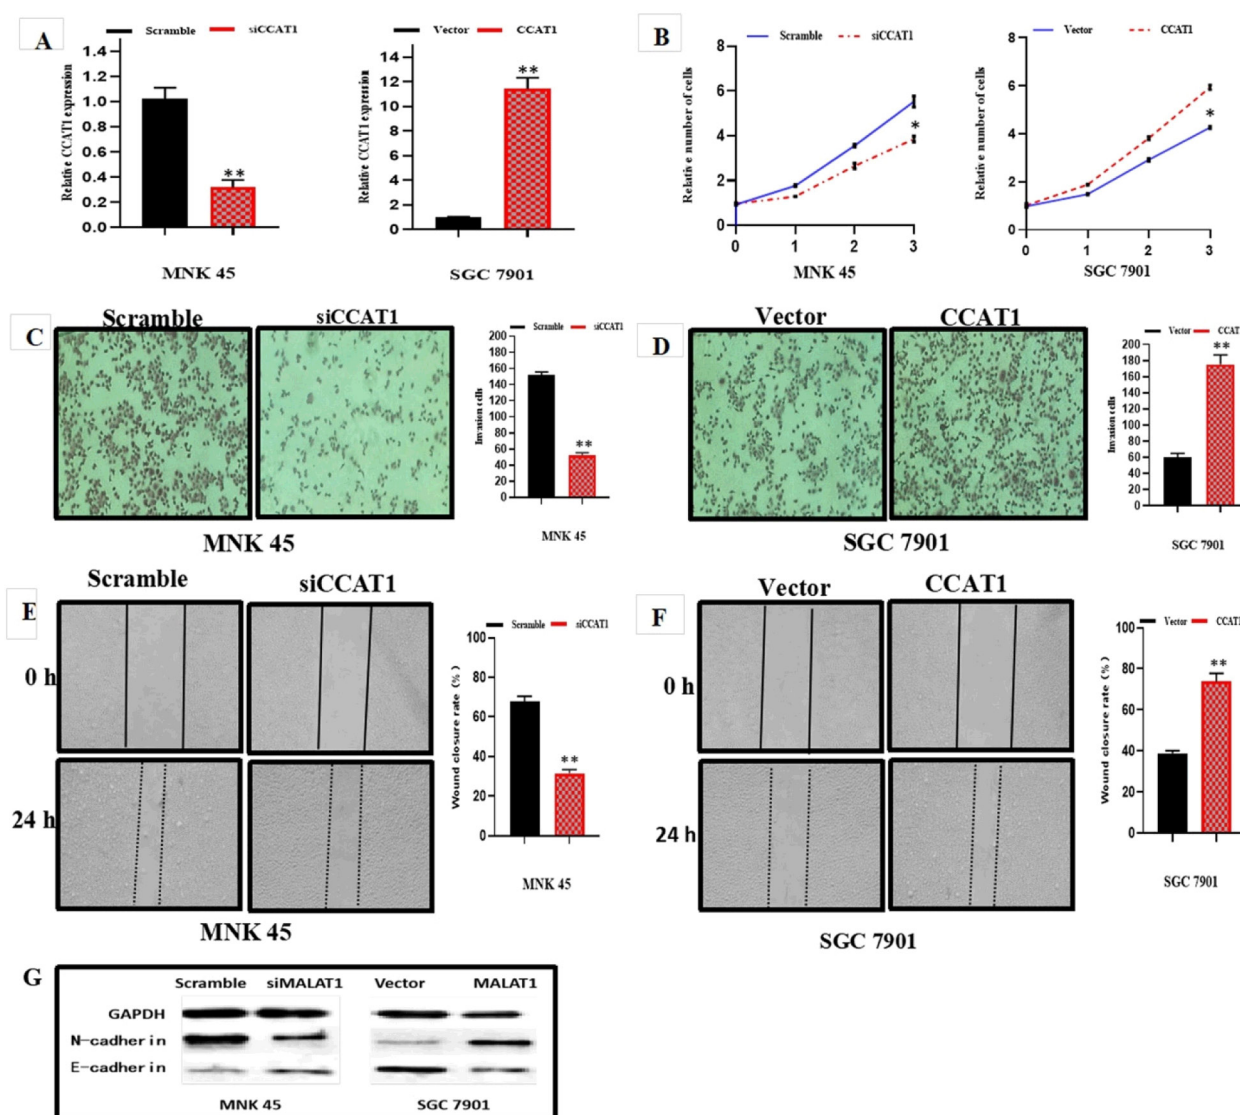 A
Scramble siCCAT1
Relative CCAT1 expression
1.4
1.2
1.0
0.8
0.6
0.4
0.2
0.0
**
MNK 45
Vector CCAT1
Relative CCAT1 expression
14
12
10
8
6
4
2
0
**
SGC 7901
B
Scramble siCCAT1
Relative number of cells
8
6
4
2
0
*
0 1 2 3
MNK 45
Vector CCAT1
Relative number of cells
8
6
4
2
0
*
0 1 2 3
SGC 7901
C
Scramble siCCAT1
MNK 45
Scramble siCCAT1
Invasion cells
200
180
160
140
120
100
80
60
40
20
0
**
MNK 45
D
Vector CCAT1
SGC 7901
Vector CCAT1
Invasion cells
200
180
160
140
120
100
80
60
40
20
0
**
SGC 7901
E
Scramble siCCAT1
0 h
24 h
MNK 45
Scramble siCCAT1
Wound closure rate (%)
100
80
60
40
20
0
**
MNK 45
F
Vector CCAT1
0 h
24 h
SGC 7901
Vector CCAT1
Wound closure rate (%)
100
80
60
40
20
0
**
SGC 7901
G
Scramble siMALAT1 Vector MALAT1
GAPDH
N-cadherin
E-cadherin
MNK 45 SGC 7901